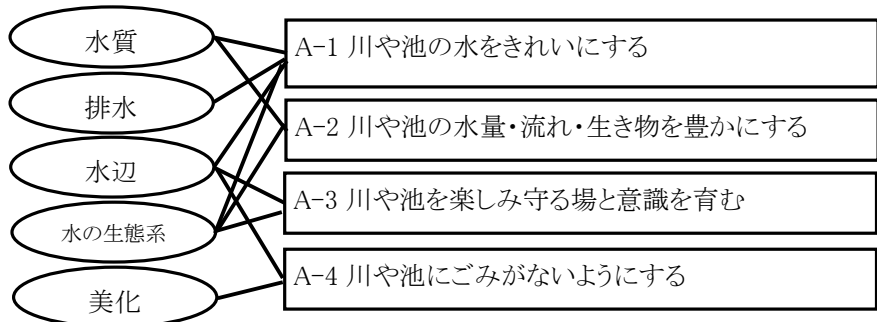 水質
排水
水辺
水の生態系
美化
A-1 川や池の水をきれいにする
A-2 川や池の水量・流れ・生き物を豊かにする
A-3 川や池を楽しみ守る場と意識を育む
A-4 川や池にごみがないようにする